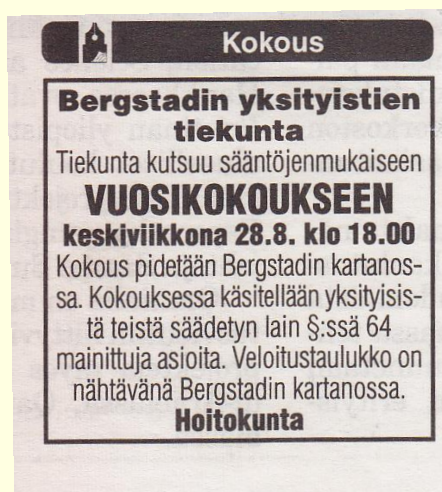 Kokous
Bergstadin yksityistien
tiekunta
Tiekunta kutsuu sääntöjenmukaiseen
VUOSIKOKOUKSEEN
keskiviikkona 28.8. klo 18.00
Kokous pidetään Bergstadin kartanos-
sa. Kokouksessa käsitellään yksityisis-
tä teistä säädetyn lain §:ssä 64
mainittuja asioita. Veloitustaulukko on
nähtävänä Bergstadin kartanossa.
Hoitokunta